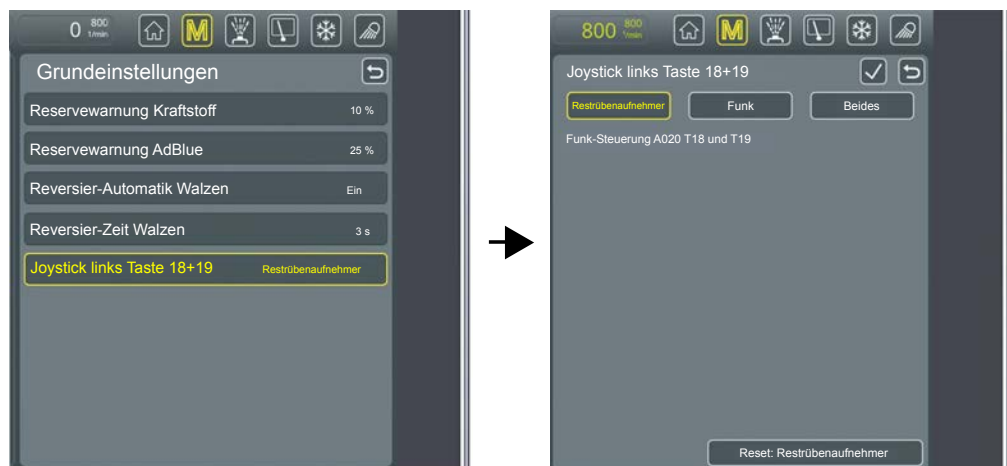 0 800 1/min M
Grundeinstellungen
Reservewarnung Kraftstoff 10 %
Reservewarnung AdBlue 25 %
Reversier-Automatik Walzen Ein
Reversier-Zeit Walzen 3 s
Joystick links Taste 18+19 Restrübenaufnehmer
800 800 1/min M
Joystick links Taste 18+19
Restrübenaufnehmer Funk Beides
Funk-Steuerung A020 T18 und T19
Reset: Restrübenaufnehmer